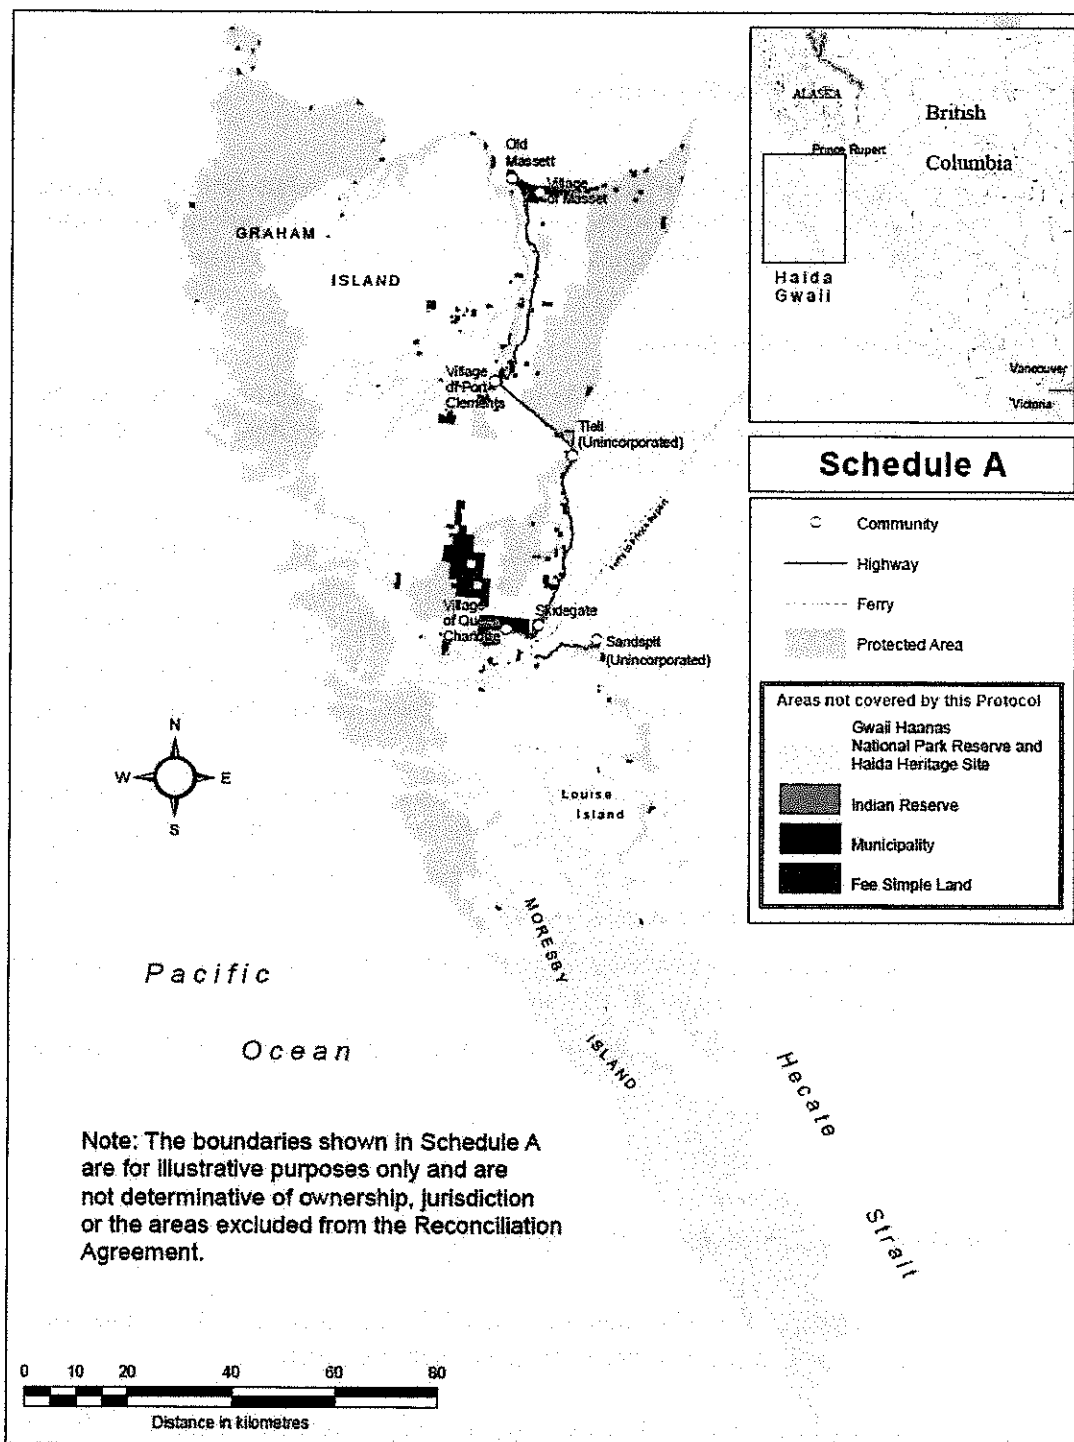 Old
Massett
Village
of Masset
GRAHAM
ISLAND
Village
of Port
Clements
Tlell
(Unincorporated)
Ferry to Prince Rupert
Village
of Queen
Charlotte
Skidegate
Sandspit
(Unincorporated)
N
W
E
S
Louise
Island
MORESBY
ISLAND
Pacific
Ocean
Hecate
Strait
Note: The boundaries shown in Schedule A
are for illustrative purposes only and are
not determinative of ownership, jurisdiction
or the areas excluded from the Reconciliation
Agreement.
0 10 20 40 60 80
Distance in kilometres
ALASKA
British
Columbia
Prince Rupert
Haida
Gwaii
Vancouver
Victoria
Schedule A
Community
Highway
Ferry
Protected Area
Areas not covered by this Protocol
Gwaii Haanas
National Park Reserve and
Haida Heritage Site
Indian Reserve
Municipality
Fee Simple Land